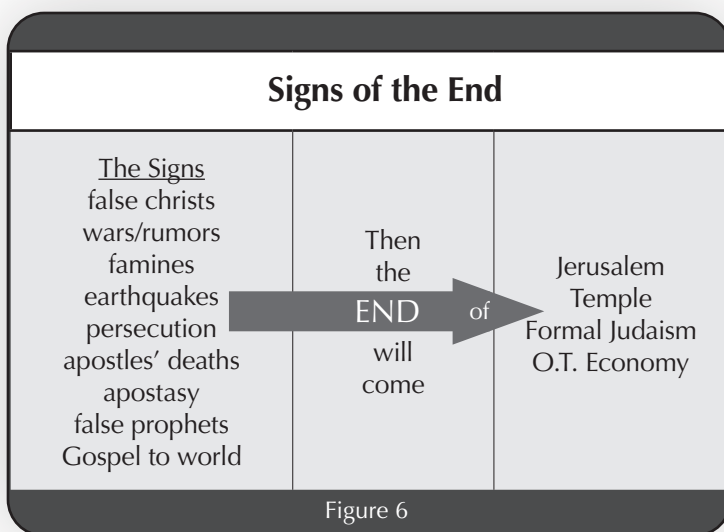 Signs of the End
The Signs
false christs
wars/rumors
famines
earthquakes
persecution
apostles’ deaths
apostasy
false prophets
Gospel to world
Then
the
END of
will
come
Jerusalem
Temple
Formal Judaism
O.T. Economy
Figure 6